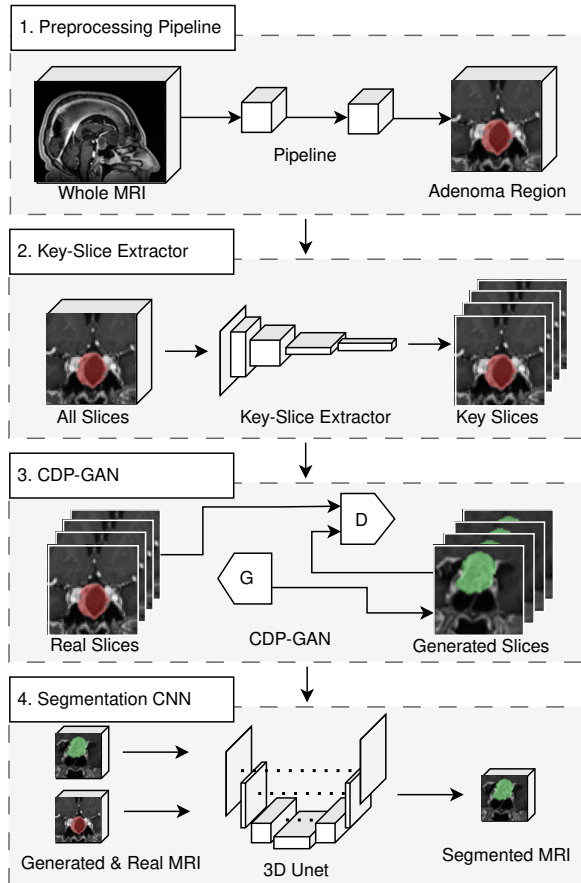 1. Preprocessing Pipeline
Whole MRI
Pipeline
Adenoma Region
2. Key-Slice Extractor
All Slices
Key-Slice Extractor
Key Slices
3. CDP-GAN
D
G
Real Slices
CDP-GAN
Generated Slices
4. Segmentation CNN
Generated & Real MRI
3D Unet
Segmented MRI